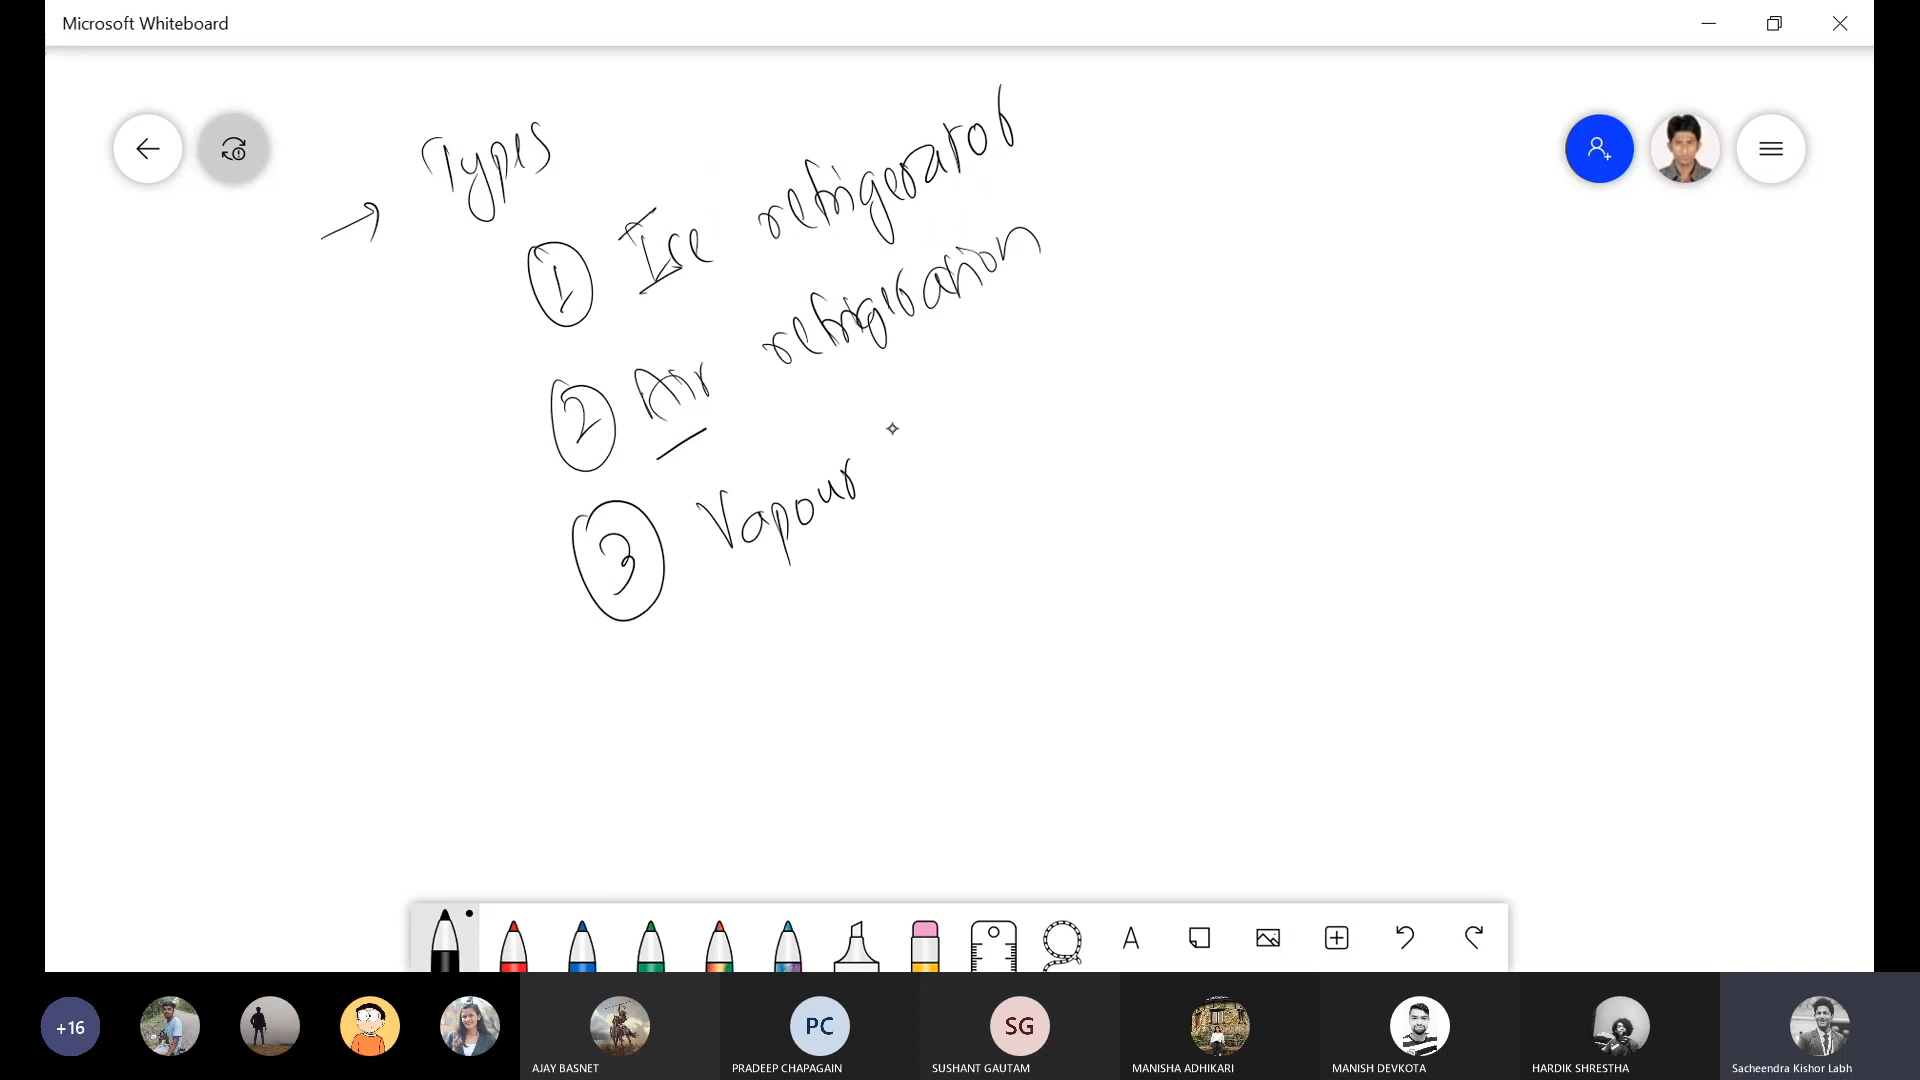 Microsoft Whiteboard
→ Types
① Ice refrigerator
② Air refrigeration
③ Vapour
A
+16
PC
SG
AJAY BASNET
PRADEEP CHAPAGAIN
SUSHANT GAUTAM
MANISHA ADHIKARI
MANISH DEVKOTA
HARDIK SHRESTHA
Sacheendra Kishor Labh